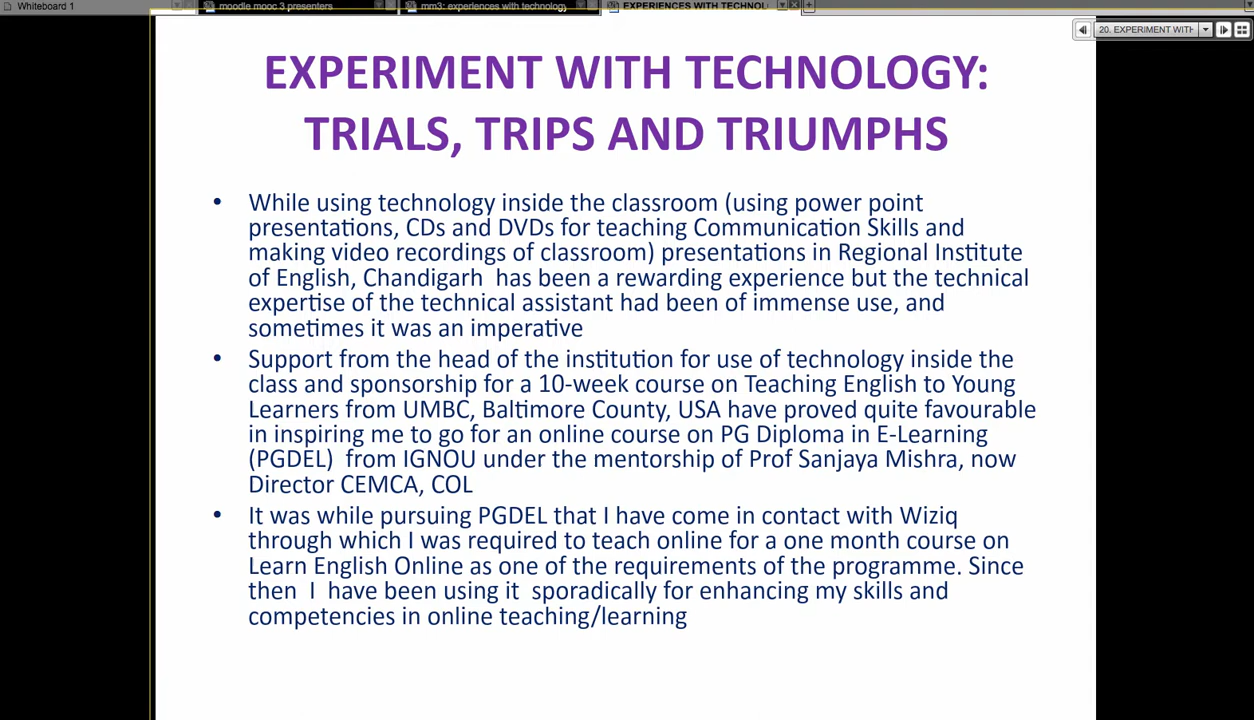 Whiteboard 1
moodle mooc 3 presenters
mm3: experiences with technology
EXPERIENCES WITH TECHNOL
20. EXPERIMENT WITH
EXPERIMENT WITH TECHNOLOGY:
TRIALS, TRIPS AND TRIUMPHS
• While using technology inside the classroom (using power point
presentations, CDs and DVDs for teaching Communication Skills and
making video recordings of classroom) presentations in Regional Institute
of English, Chandigarh has been a rewarding experience but the technical
expertise of the technical assistant had been of immense use, and
sometimes it was an imperative
• Support from the head of the institution for use of technology inside the
class and sponsorship for a 10-week course on Teaching English to Young
Learners from UMBC, Baltimore County, USA have proved quite favourable
in inspiring me to go for an online course on PG Diploma in E-Learning
(PGDEL) from IGNOU under the mentorship of Prof Sanjaya Mishra, now
Director CEMCA, COL
• It was while pursuing PGDEL that I have come in contact with Wiziq
through which I was required to teach online for a one month course on
Learn English Online as one of the requirements of the programme. Since
then I have been using it sporadically for enhancing my skills and
competencies in online teaching/learning